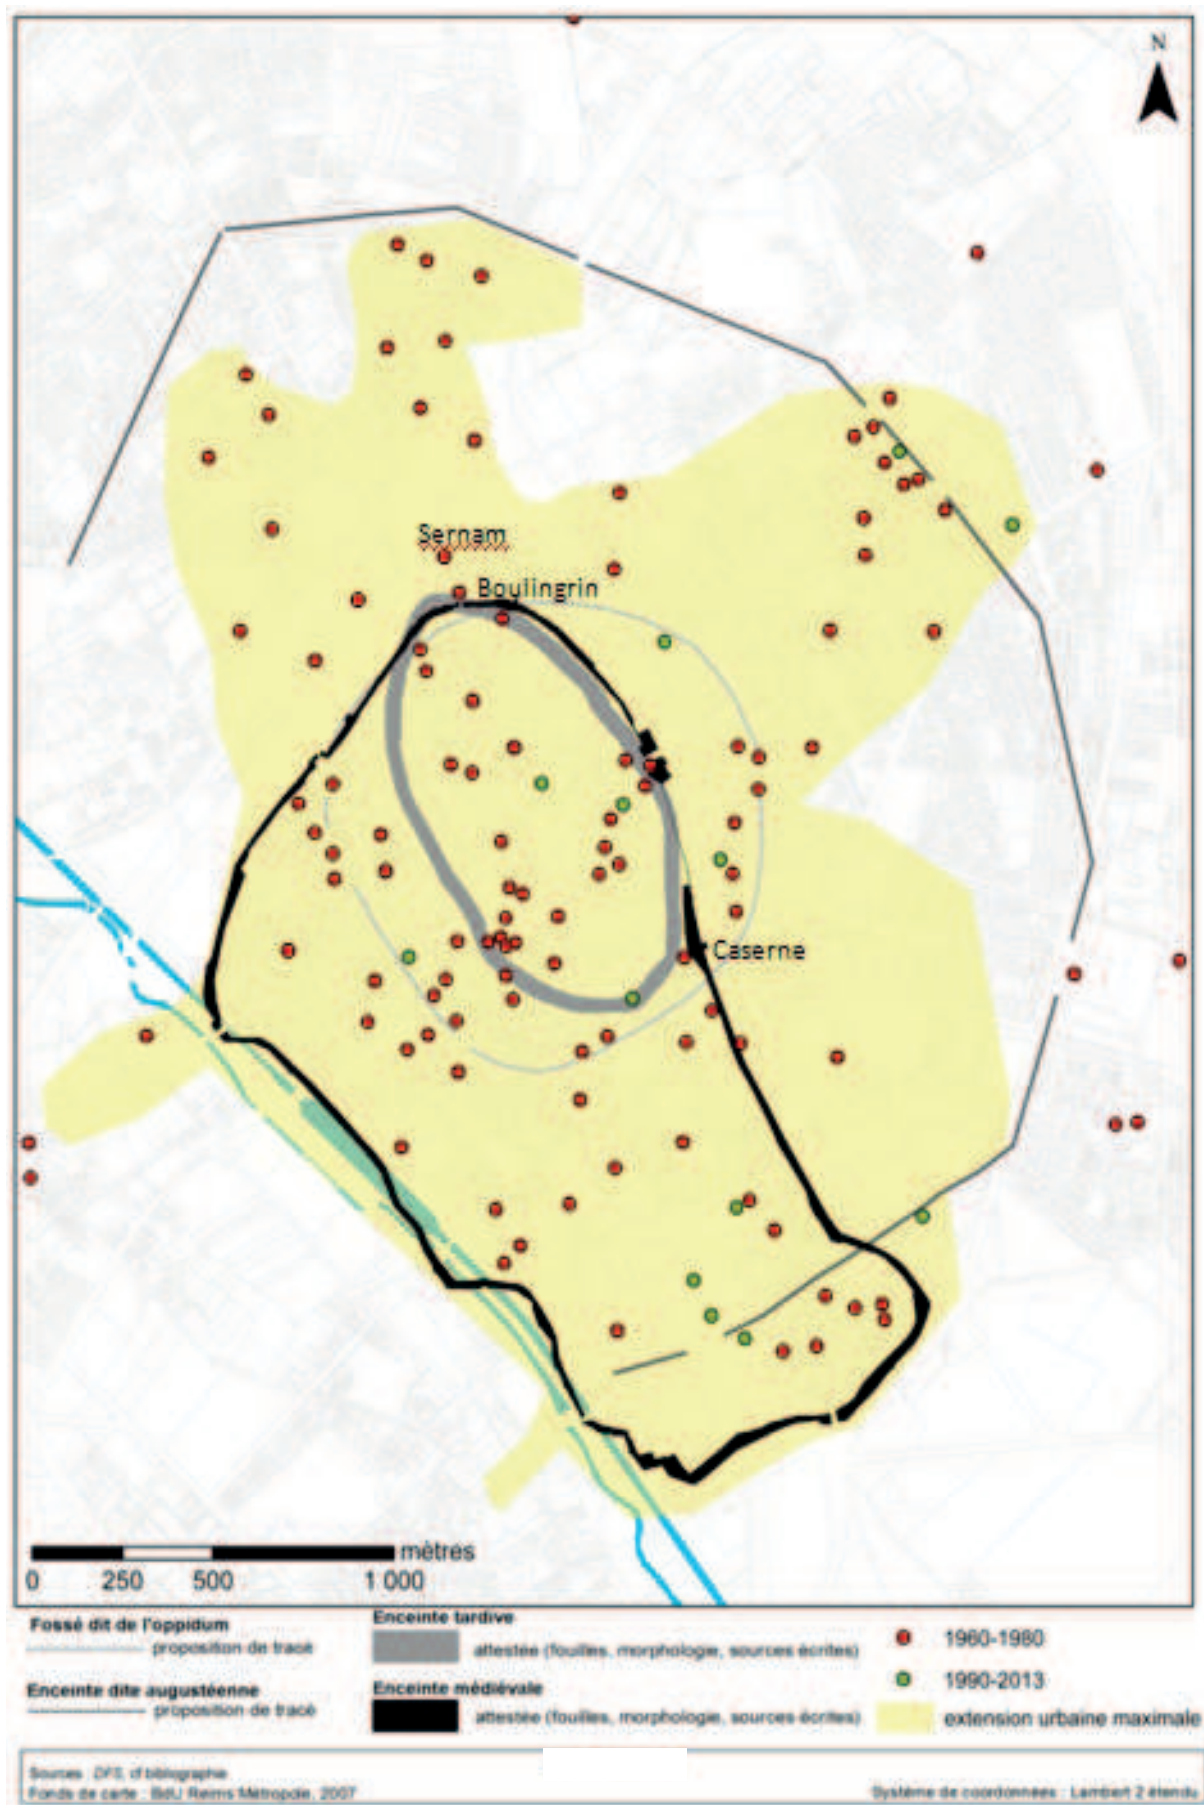 N
Sernam
Boulingrin
Caserne
mètres
0 250 500 1 000
Fossé dit de l'oppidum
proposition de tracé
Enceinte dite augustéenne
proposition de tracé
Enceinte tardive
attestée (fouilles, morphologie, sources écrites)
Enceinte médiévale
attestée (fouilles, morphologie, sources écrites)
1960-1980
1990-2013
extension urbaine maximale
Sources : DFS, cf bibliographie
Fonds de carte : BdU Reims Métropole, 2007
Système de coordonnées : Lambert 2 étendu